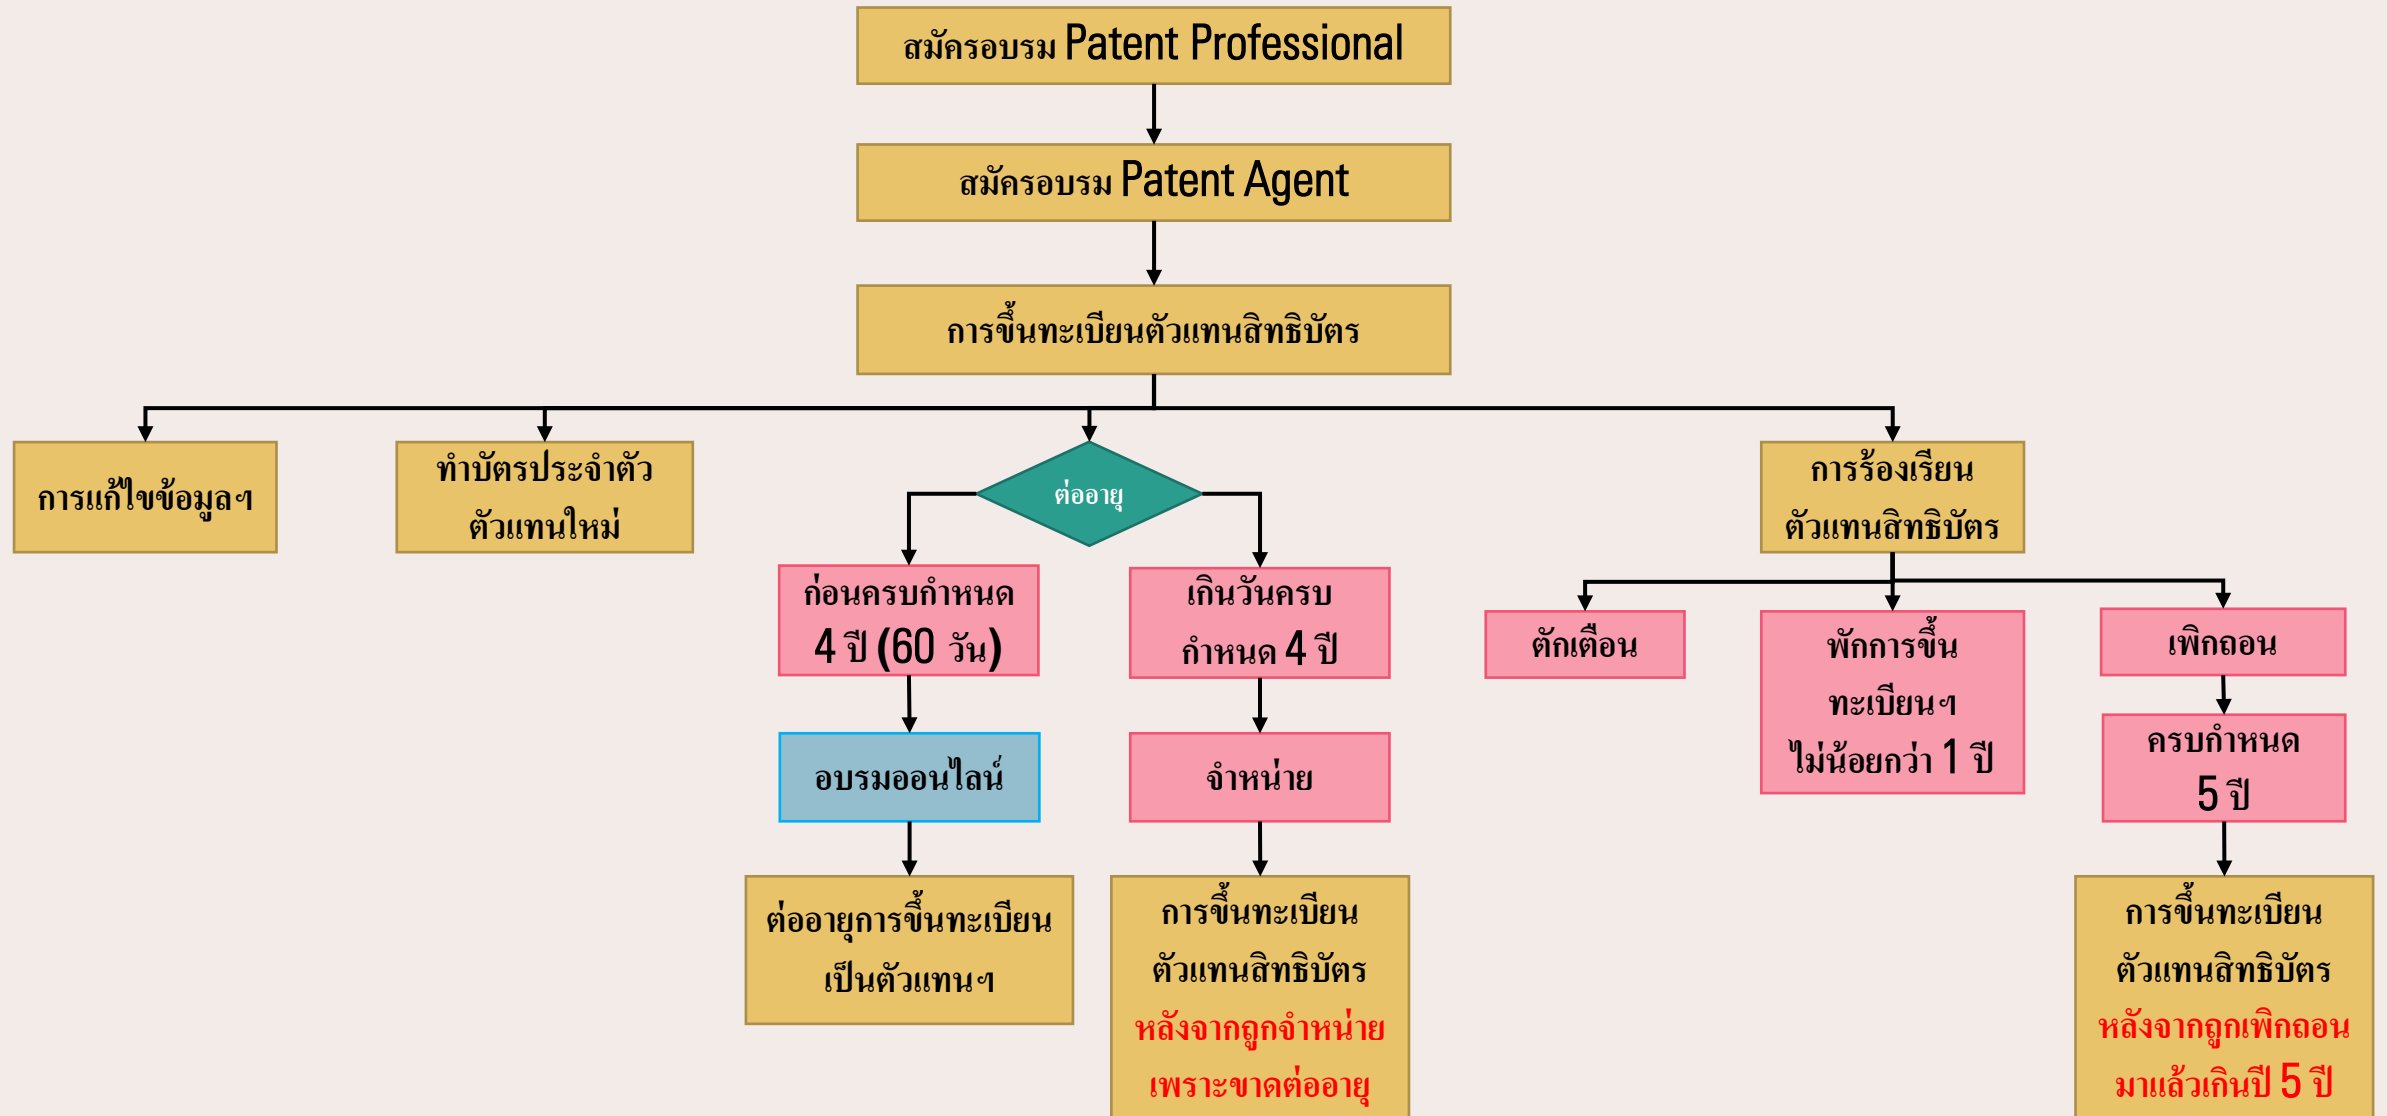 สมัครอบรม Patent Professional
สมัครอบรม Patent Agent
การขึ้นทะเบียนตัวแทนสิทธิบัตร
การแก้ไขข้อมูลฯ
ทำบัตรประจำตัว
ตัวแทนใหม่
ต่ออายุ
การร้องเรียน
ตัวแทนสิทธิบัตร
ก่อนครบกำหนด
4 ปี (60 วัน)
เกินวันครบ
กำหนด 4 ปี
ตักเตือน
พักการขึ้น
ทะเบียนฯ
ไม่น้อยกว่า 1 ปี
เพิกถอน
ครบกำหนด
5 ปี
อบรมออนไลน์
จำหน่าย
ต่ออายุการขึ้นทะเบียน
เป็นตัวแทนฯ
การขึ้นทะเบียน
ตัวแทนสิทธิบัตร
หลังจากถูกจำหน่าย
เพราะขาดต่ออายุ
การขึ้นทะเบียน
ตัวแทนสิทธิบัตร
หลังจากถูกเพิกถอน
มาแล้วเกินปี 5 ปี